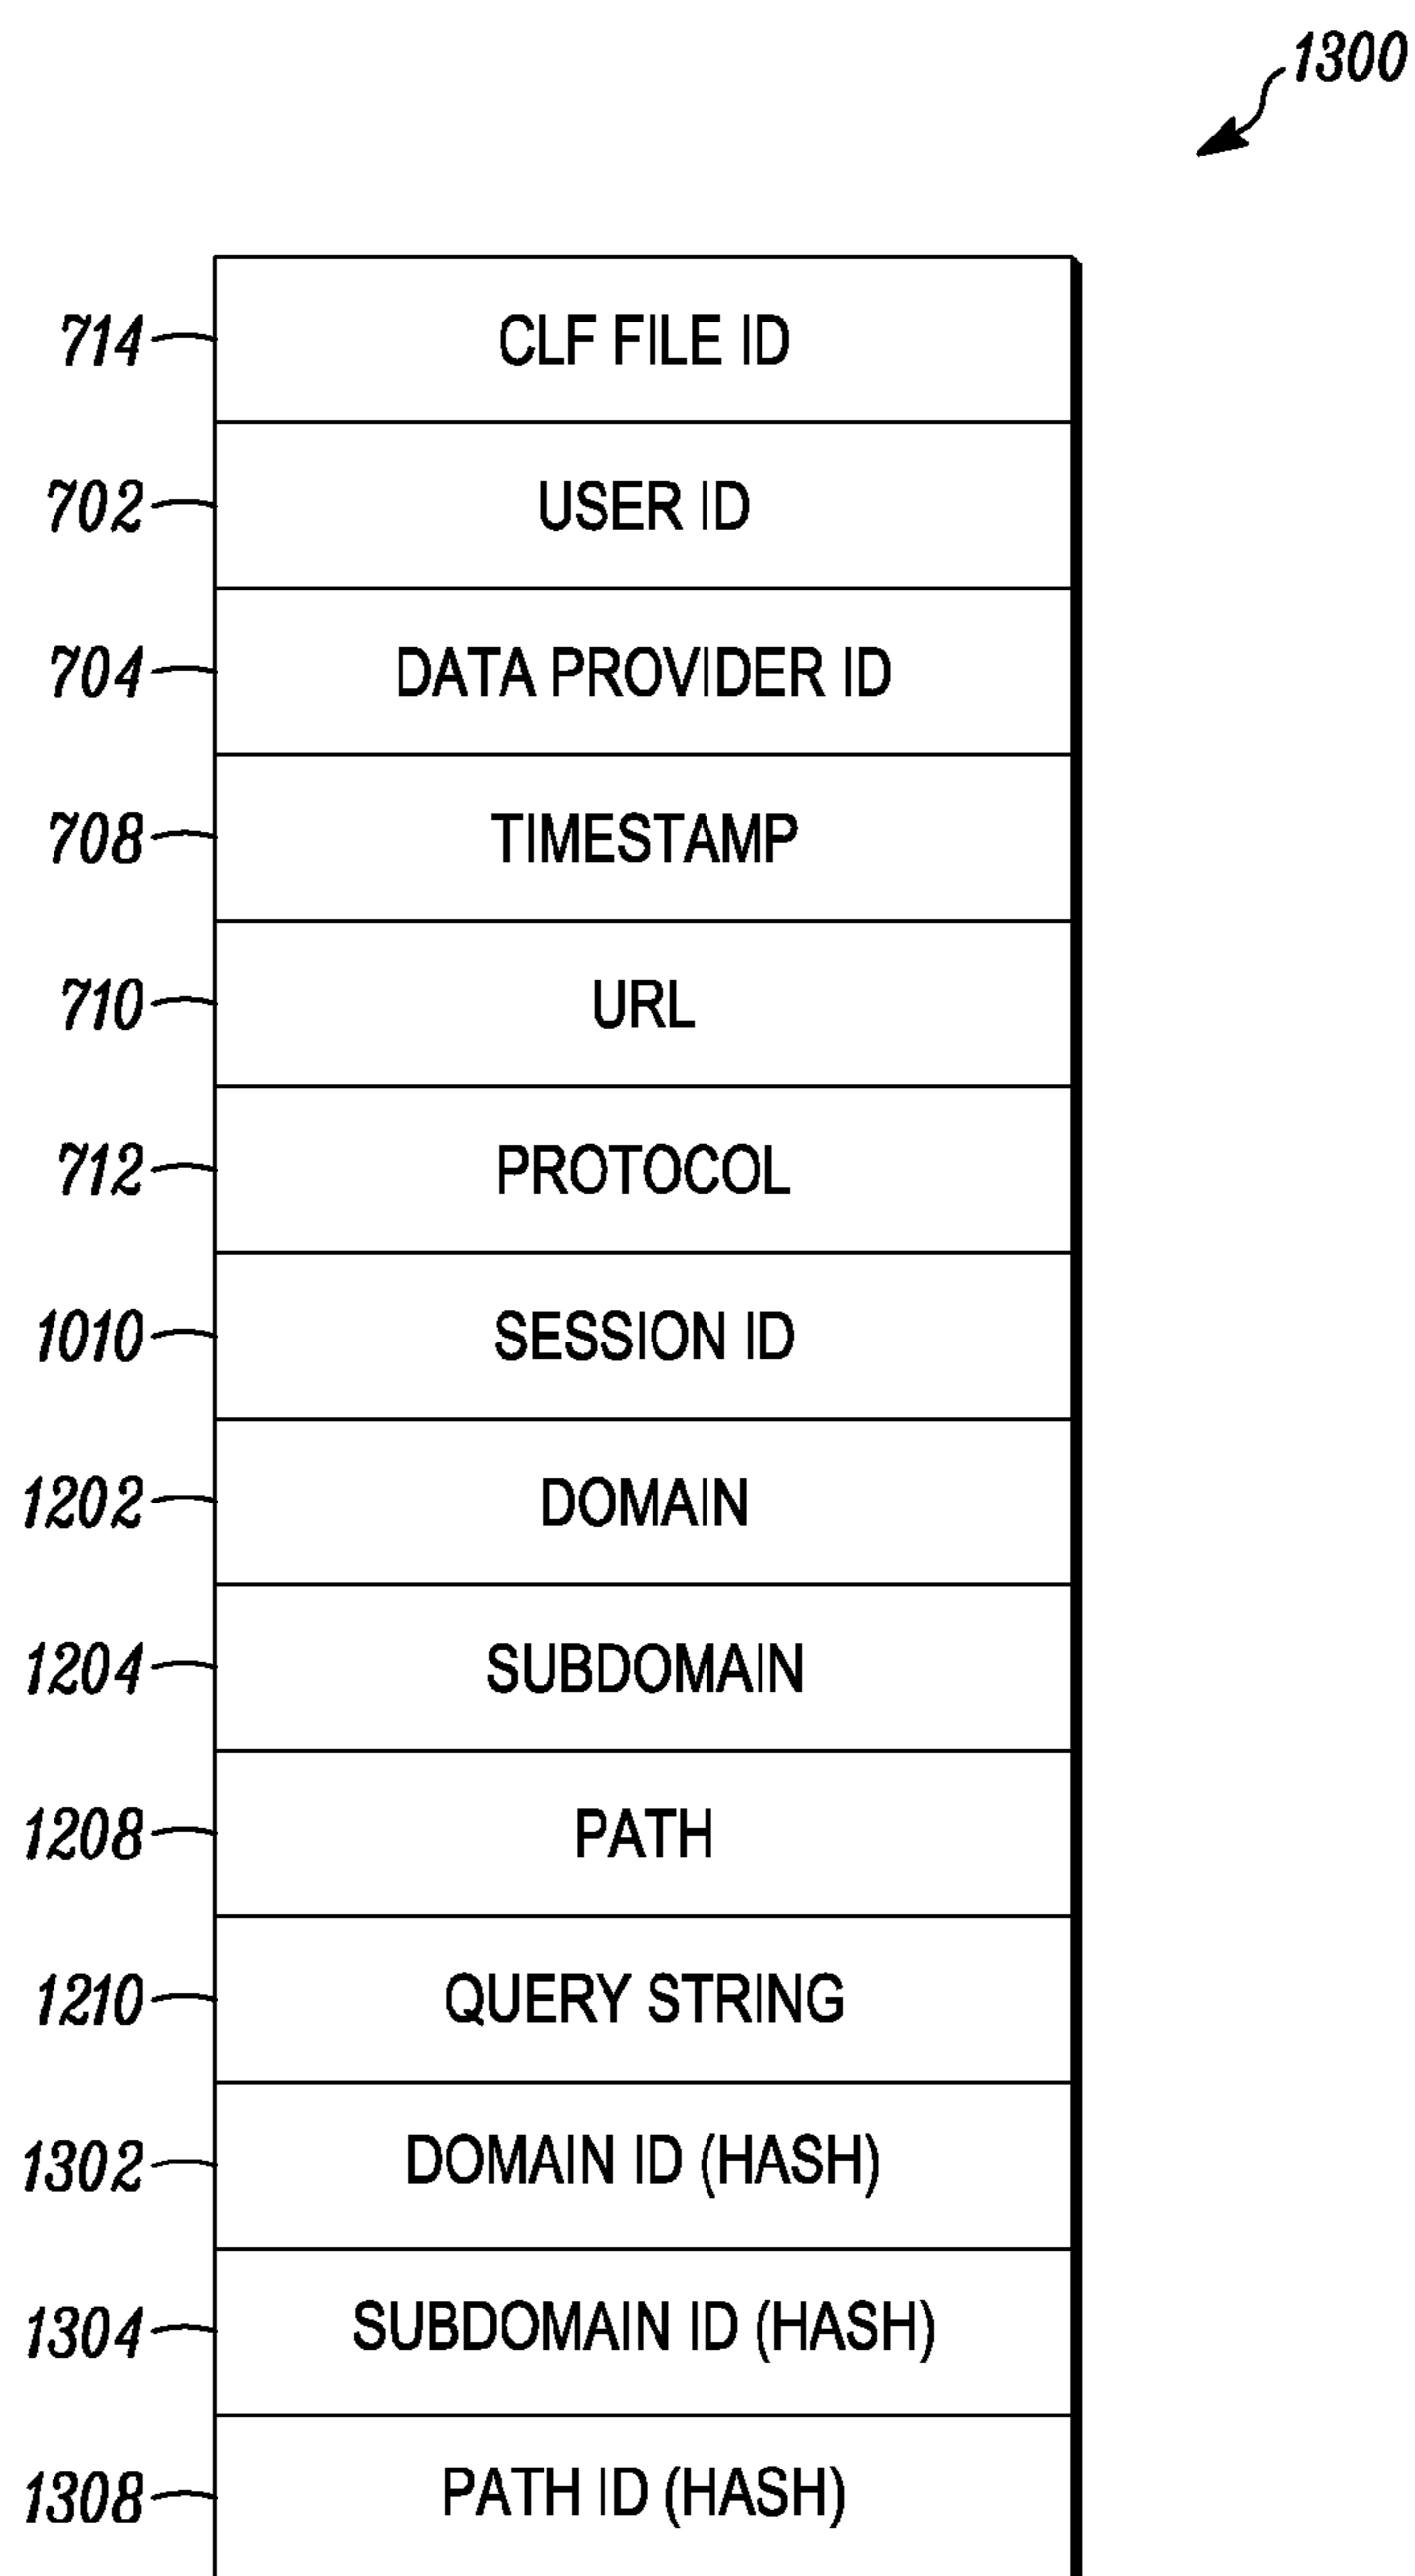 1300
714 CLF FILE ID
702 USER ID
704 DATA PROVIDER ID
708 TIMESTAMP
710 URL
712 PROTOCOL
1010 SESSION ID
1202 DOMAIN
1204 SUBDOMAIN
1208 PATH
1210 QUERY STRING
1302 DOMAIN ID (HASH)
1304 SUBDOMAIN ID (HASH)
1308 PATH ID (HASH)